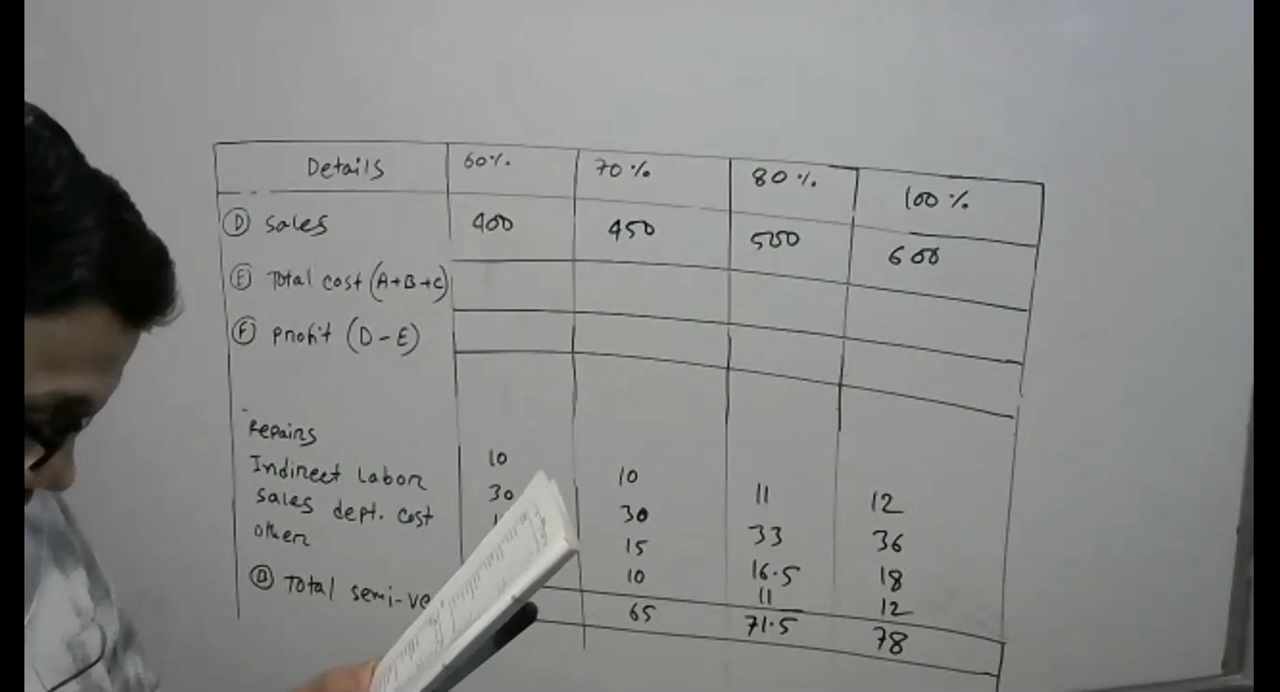 Details 60% 70% 80% 100%
Ⓓ Sales 400 450 500 600
Ⓔ Total cost (A+B+C)
Ⓕ Profit (D-E)
Repairs 10 10 11 12
Indirect Labor 30 30 33 36
Sales dept. cost 15 16.5 18
other 10 11 12
Ⓑ Total semi-ve 65 71.5 78